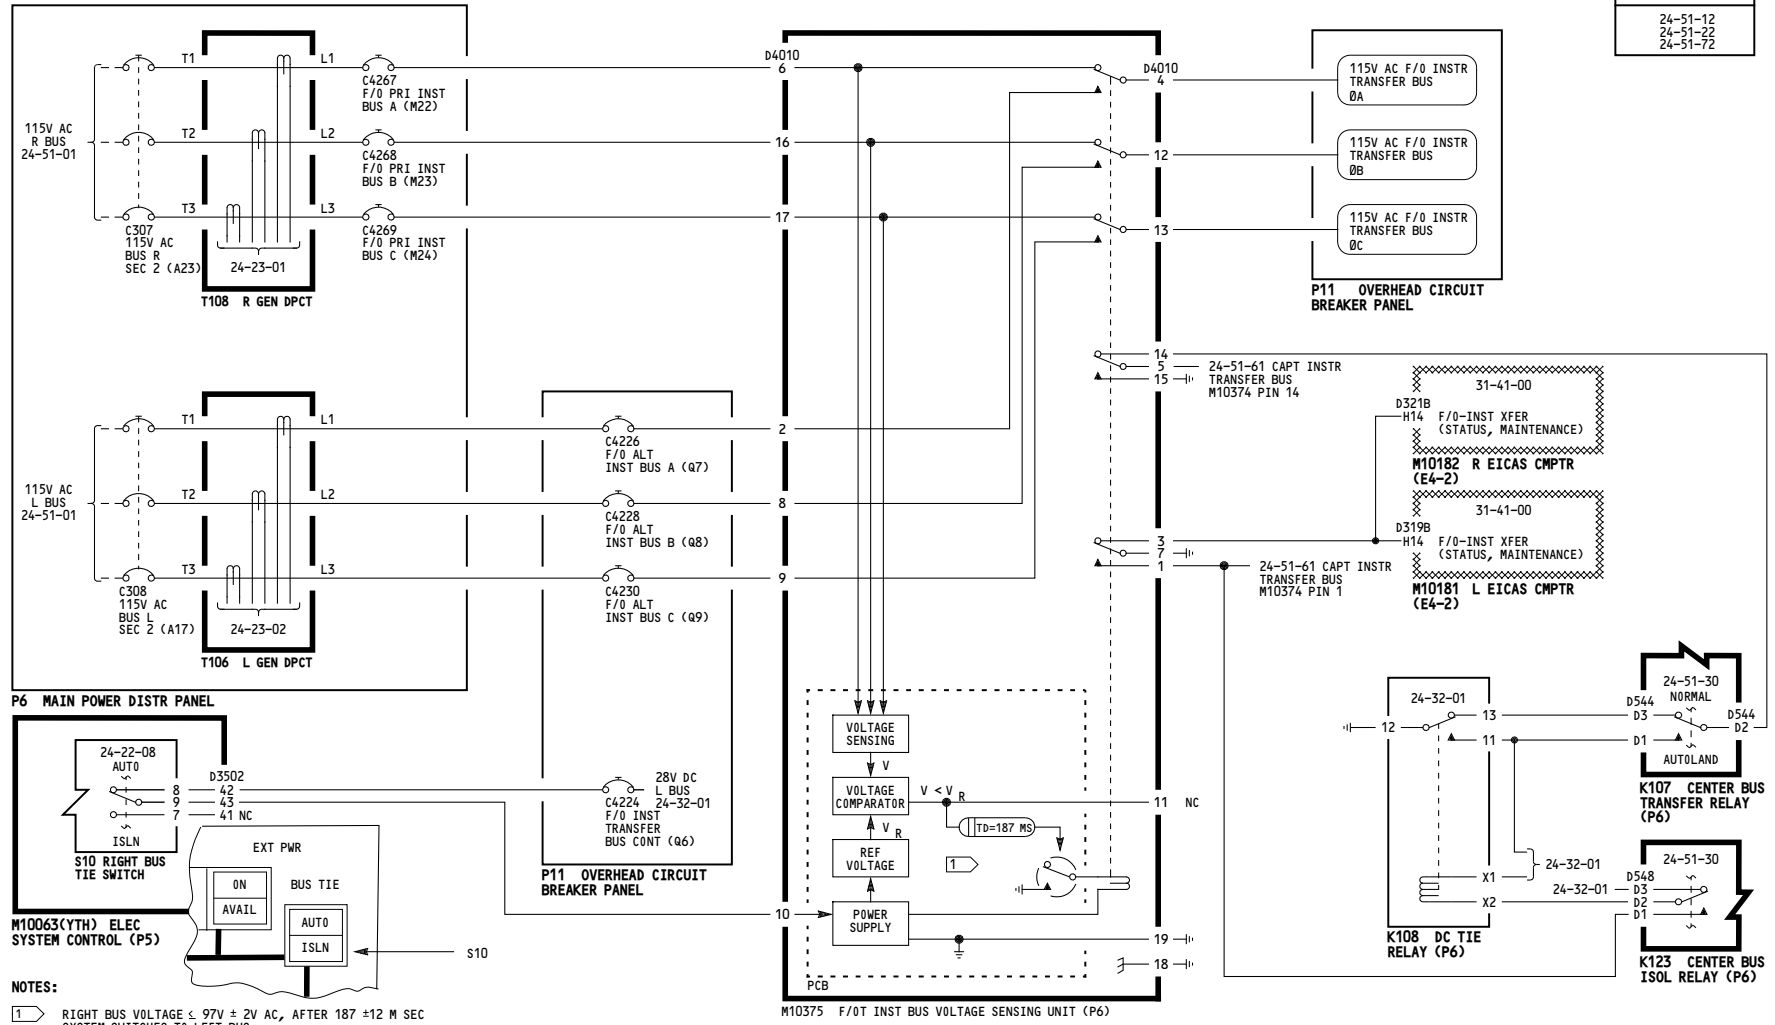 24-51-12
24-51-22
24-51-72
115V AC
R BUS
24-51-01
T1
L1
T2
L2
T3
L3
C307
115V AC
BUS R
SEC 2 (A23)
24-23-01
T108 R GEN DPCT
C4267
F/O PRI INST
BUS A (M22)
C4268
F/O PRI INST
BUS B (M23)
C4269
F/O PRI INST
BUS C (M24)
D4010
6
16
17
D4010
4
12
13
115V AC F/O INSTR
TRANSFER BUS
ØA
115V AC F/O INSTR
TRANSFER BUS
ØB
115V AC F/O INSTR
TRANSFER BUS
ØC
P11 OVERHEAD CIRCUIT
BREAKER PANEL
115V AC
L BUS
24-51-01
T1
L1
T2
L2
T3
L3
C308
115V AC
BUS L
SEC 2 (A17)
24-23-02
T106 L GEN DPCT
P6 MAIN POWER DISTR PANEL
C4226
F/O ALT
INST BUS A (Q7)
C4228
F/O ALT
INST BUS B (Q8)
C4230
F/O ALT
INST BUS C (Q9)
2
8
9
14
5
15
24-51-61 CAPT INSTR
TRANSFER BUS
M10374 PIN 14
31-41-00
D321B
H14 F/O-INST XFER
(STATUS, MAINTENANCE)
M10182 R EICAS CMPTR
(E4-2)
31-41-00
D319B
H14 F/O-INST XFER
(STATUS, MAINTENANCE)
M10181 L EICAS CMPTR
(E4-2)
3
7
1
24-51-61 CAPT INSTR
TRANSFER BUS
M10374 PIN 1
24-22-08
AUTO
D3502
8 42
9 43
7 41 NC
ISLN
S10 RIGHT BUS
TIE SWITCH
M10063(YTH) ELEC
SYSTEM CONTROL (P5)
EXT PWR
ON
AVAIL
BUS TIE
AUTO
ISLN
S10
28V DC
L BUS
24-32-01
C4224
F/O INST
TRANSFER
BUS CONT (Q6)
P11 OVERHEAD CIRCUIT
BREAKER PANEL
10
VOLTAGE
SENSING
V
VOLTAGE
COMPARATOR
V < V R
V R
REF
VOLTAGE
POWER
SUPPLY
TD=187 MS
1
PCB
11 NC
19
18
M10375 F/OT INST BUS VOLTAGE SENSING UNIT (P6)
24-32-01
12
13
11
X1
X2
K108 DC TIE
RELAY (P6)
24-32-01
24-32-01
24-51-30
NORMAL
D544
D3
D544
D2
D1
AUTOLAND
K107 CENTER BUS
TRANSFER RELAY
(P6)
24-51-30
D548
D3
D2
D1
K123 CENTER BUS
ISOL RELAY (P6)
NOTES:
1 RIGHT BUS VOLTAGE ≤ 97V ± 2V AC, AFTER 187 ±12 M SEC
SYSTEM SWITCHES TO LEFT BUS